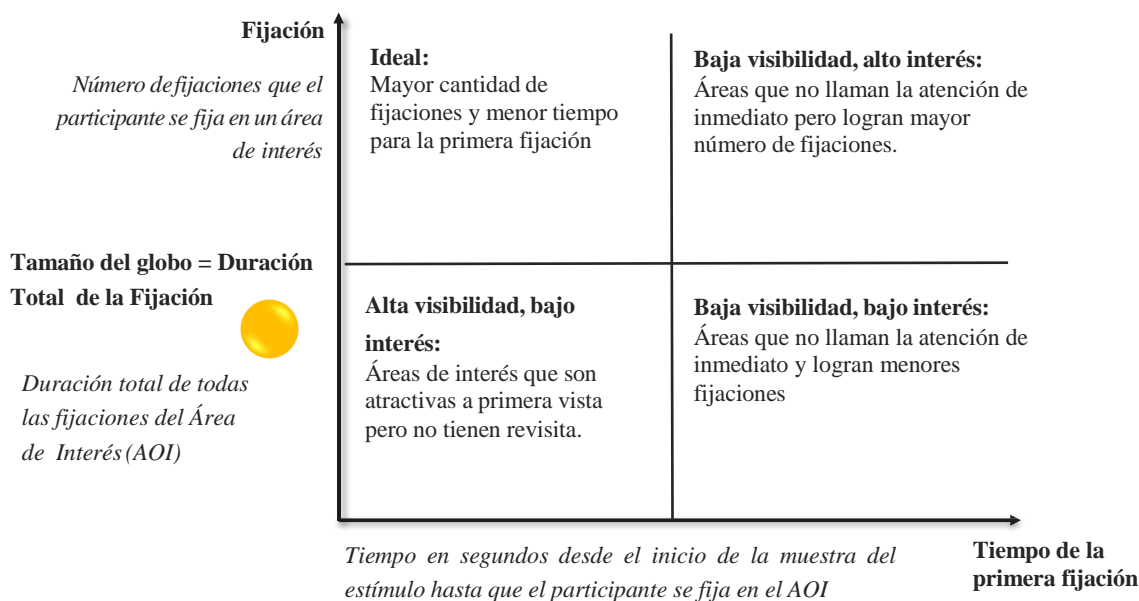 Fijación
Número defijaciones que el
participante se fija en un área
de interés
Ideal:
Mayor cantidad de
fijaciones y menor tiempo
para la primera fijación
Baja visibilidad, alto interés:
Áreas que no llaman la atención de
inmediato pero logran mayor
número de fijaciones.
Tamaño del globo = Duración
Total de la Fijación
Duración total de todas
las fijaciones del Área
de Interés (AOI)
Alta visibilidad, bajo
interés:
Áreas de interés que son
atractivas a primera vista
pero no tienen revisita.
Baja visibilidad, bajo interés:
Áreas que no llaman la atención de
inmediato y logran menores
fijaciones
Tiempo en segundos desde el inicio de la muestra del
estímulo hasta que el participante se fija en el AOI
Tiempo de la
primera fijación